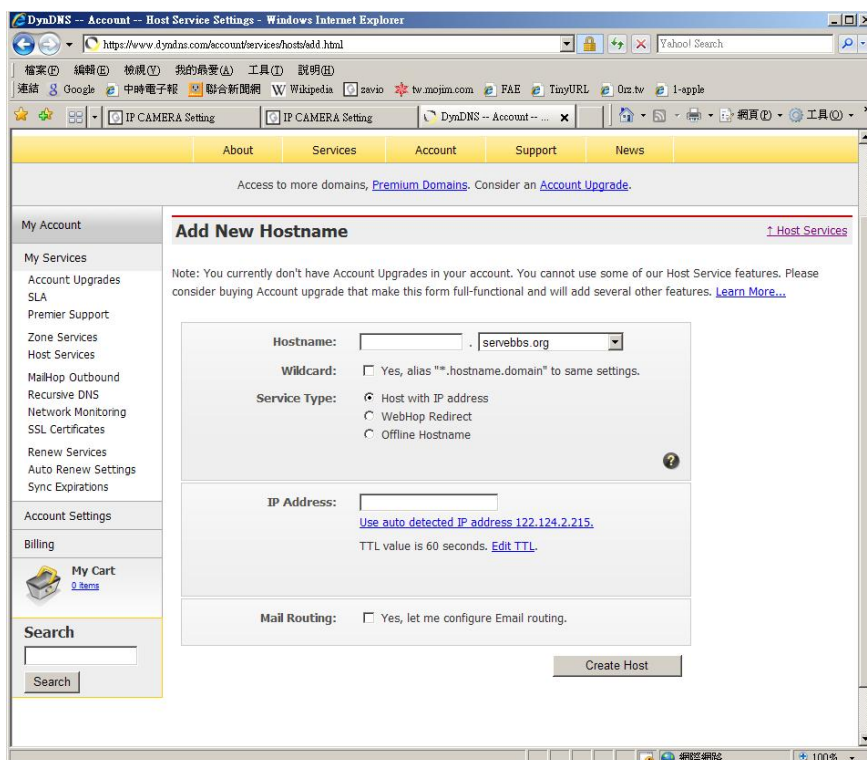 DynDNS -- Account -- Host Service Settings - Windows Internet Explorer
https://www.dyndns.com/account/services/hosts/add.html
Yahoo! Search
檔案(F) 編輯(E) 檢視(V) 我的最愛(A) 工具(T) 說明(H)
連結 Google 中時電子報 聯合新聞網 Wikipedia zavio tw.mojim.com FAE TinyURL 0rz.tw 1-apple
IP CAMERA Setting IP CAMERA Setting DynDNS -- Account -- ... 網頁(P) 工具(O)
About Services Account Support News
Access to more domains, Premium Domains. Consider an Account Upgrade.
My Account
My Services
Account Upgrades
SLA
Premier Support
Zone Services
Host Services
MailHop Outbound
Recursive DNS
Network Monitoring
SSL Certificates
Renew Services
Auto Renew Settings
Sync Expirations
Account Settings
Billing
My Cart
0 items
Search
Search
Add New Hostname
↑ Host Services
Note: You currently don't have Account Upgrades in your account. You cannot use some of our Host Service features. Please
consider buying Account upgrade that make this form full-functional and will add several other features. Learn More...
Hostname: . servebbs.org
Wildcard: Yes, alias "*.hostname.domain" to same settings.
Service Type: Host with IP address
WebHop Redirect
Offline Hostname
?
IP Address:
Use auto detected IP address 122.124.2.215.
TTL value is 60 seconds. Edit TTL.
Mail Routing: Yes, let me configure Email routing.
Create Host
網際網路 100%